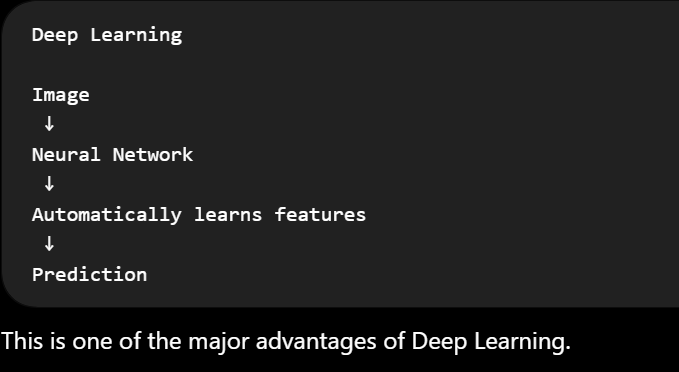 Deep Learning
Image
↓
Neural Network
↓
Automatically learns features
↓
Prediction
This is one of the major advantages of Deep Learning.